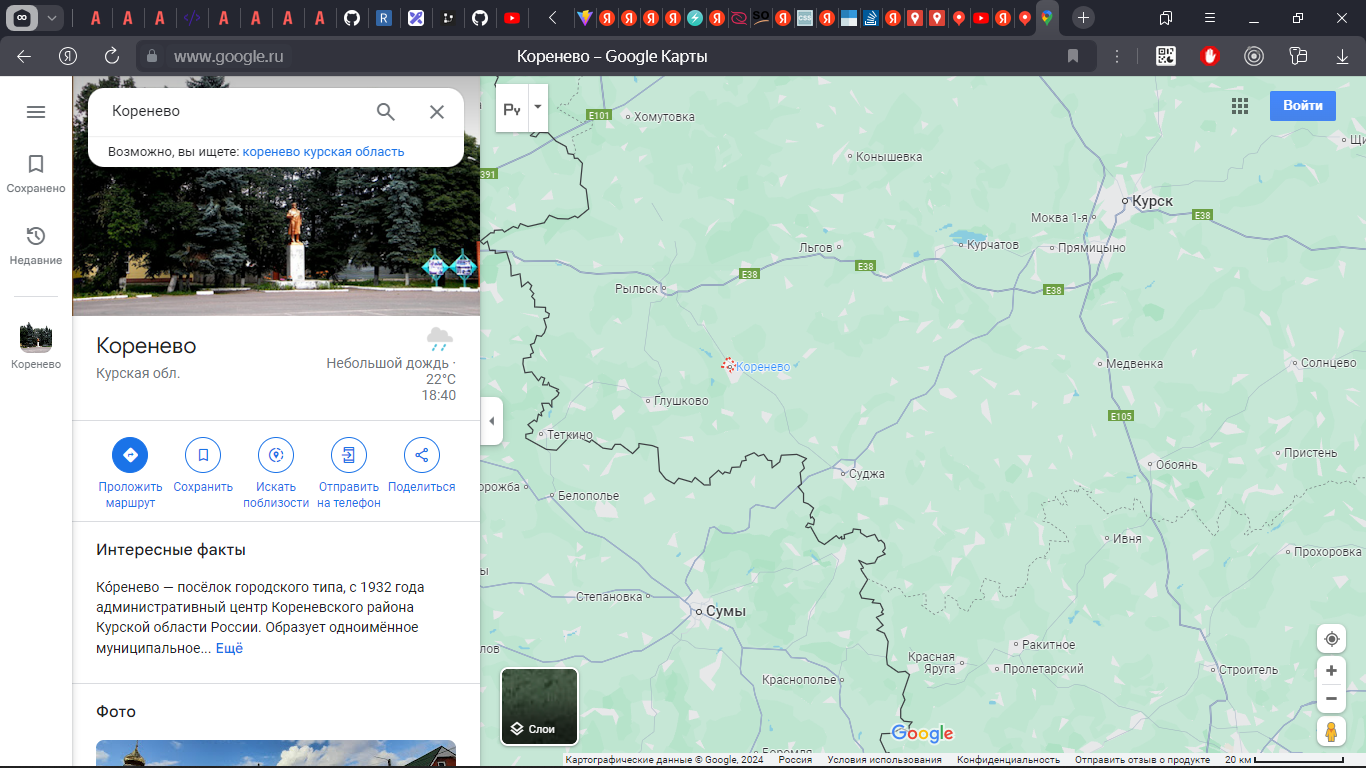 www.google.ru
Коренево – Google Карты
Коренево
Возможно, вы ищете: коренево курская область
Сохранено
Недавние
Коренево
Коренево
Курская обл.
Небольшой дождь ·
22°C
18:40
Проложить
маршрут
Сохранить
Искать
поблизости
Отправить
на телефон
Поделиться
Интересные факты
Ко́ренево — посёлок городского типа, с 1932 года
административный центр Кореневского района
Курской области России. Образует одноимённое
муниципальное... Ещё
Фото
Войти
E101
Хомутовка
Конышевка
391
Курск
Моква 1-я
E38
Льгов
Курчатов
Прямицыно
E38
E38
Рыльск
E38
Коренево
Медвенка
Солнцево
Глушково
E105
Теткино
Пристень
Обоянь
Суджа
Белополье
Ивня
Прохоровка
Степановка
Сумы
Ракитное
Красная
Яруга
Пролетарский
Строитель
Краснополье
Слои
Google
Картографические данные © Google, 2024
Россия
Условия использования
Конфиденциальность
Отправить отзыв о продукте
20 км